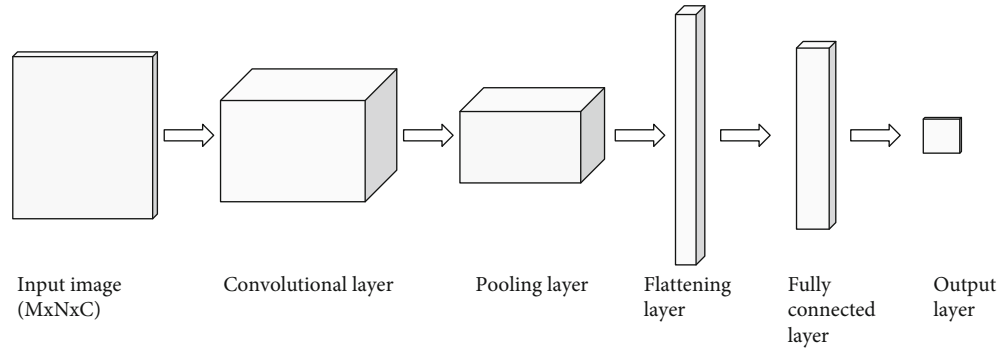 Input image
(MxNxC)
Convolutional layer
Pooling layer
Flattening
layer
Fully
connected
layer
Output
layer